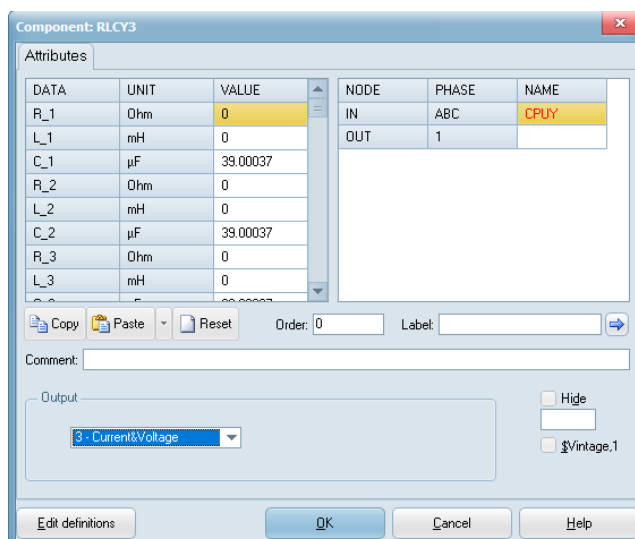 Component: RLCY3
Attributes
DATA UNIT VALUE NODE PHASE NAME
R_1 Ohm 0 IN ABC CPUY
L_1 mH 0 OUT 1
C_1 µF 39.00037
R_2 Ohm 0
L_2 mH 0
C_2 µF 39.00037
R_3 Ohm 0
L_3 mH 0
Copy Paste Reset Order: 0 Label:
Comment:
Output Hide
3 - Current&Voltage
$Vintage,1
Edit definitions OK Cancel Help